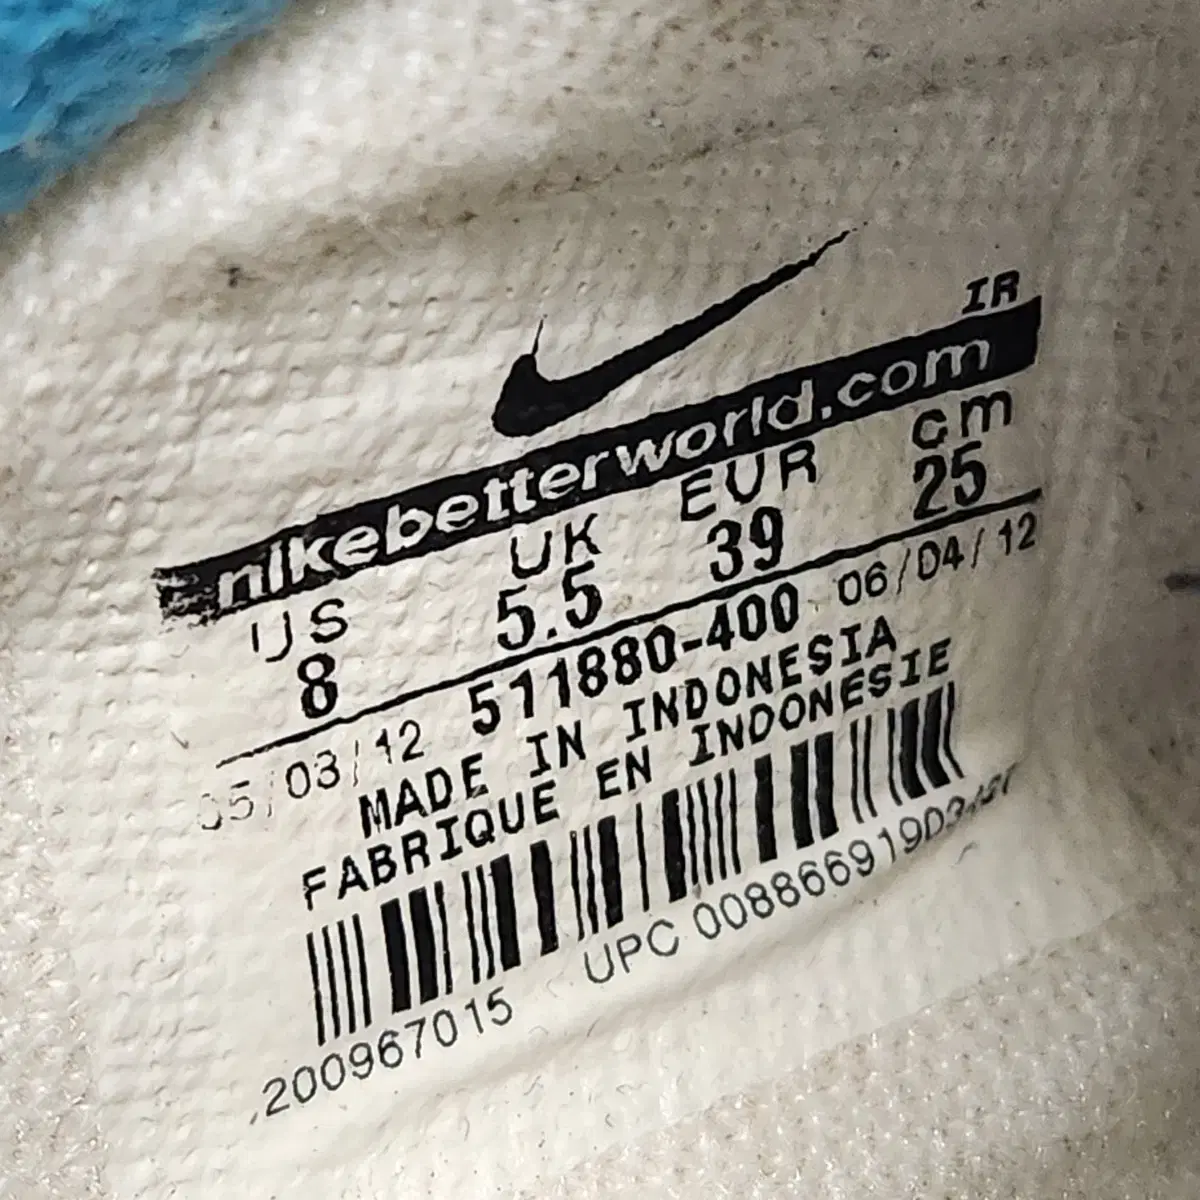 IR
nikebetterworld.com
US UK EUR cm
8 5.5 39 25
05/03/12 511880-400 06/04/12
MADE IN INDONESIA
FABRIQUE EN INDONESIE
200967015 UPC